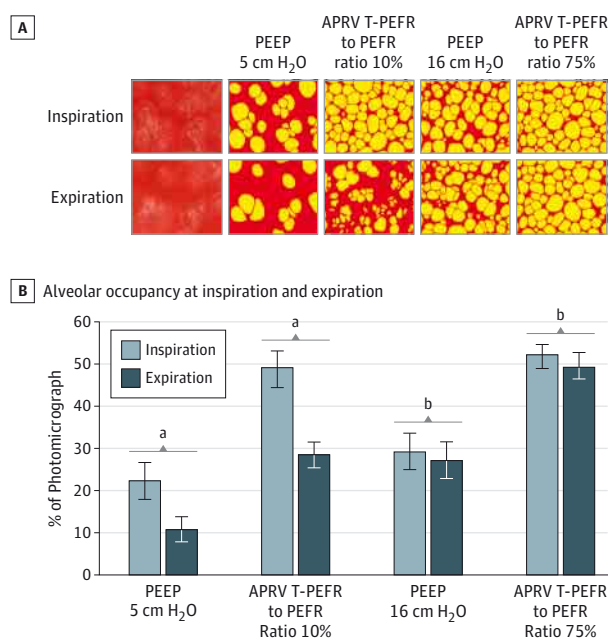 A
PEEP
5 cm H₂O
APRV T-PEFR
to PEFR
ratio 10%
PEEP
16 cm H₂O
APRV T-PEFR
to PEFR
ratio 75%
Inspiration
Expiration
B Alveolar occupancy at inspiration and expiration
% of Photomicrograph
60
50
40
30
20
10
0
Inspiration
Expiration
a
a
b
b
PEEP
5 cm H₂O
APRV T-PEFR
to PEFR
Ratio 10%
PEEP
16 cm H₂O
APRV T-PEFR
to PEFR
Ratio 75%